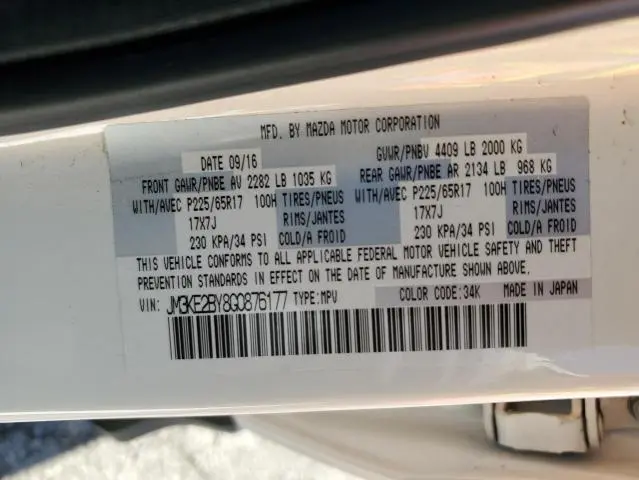 MFD. BY MAZDA MOTOR CORPORATION
DATE 09/16 GVWR/PNBV 4409 LB 2000 KG
FRONT GAWR/PNBE AV 2282 LB 1035 KG REAR GAWR/PNBE AR 2134 LB 968 KG
WITH/AVEC P225/65R17 100H TIRES/PNEUS WITH/AVEC P225/65R17 100H TIRES/PNEUS
17X7J RIMS/JANTES 17X7J RIMS/JANTES
230 KPA/34 PSI COLD/A FROID 230 KPA/34 PSI COLD/A FROID
THIS VEHICLE CONFORMS TO ALL APPLICABLE FEDERAL MOTOR VEHICLE SAFETY AND THEFT
PREVENTION STANDARDS IN EFFECT ON THE DATE OF MANUFACTURE SHOWN ABOVE.
VIN: JM3KE2BY8G0876177 TYPE: MPV COLOR CODE: 34K MADE IN JAPAN